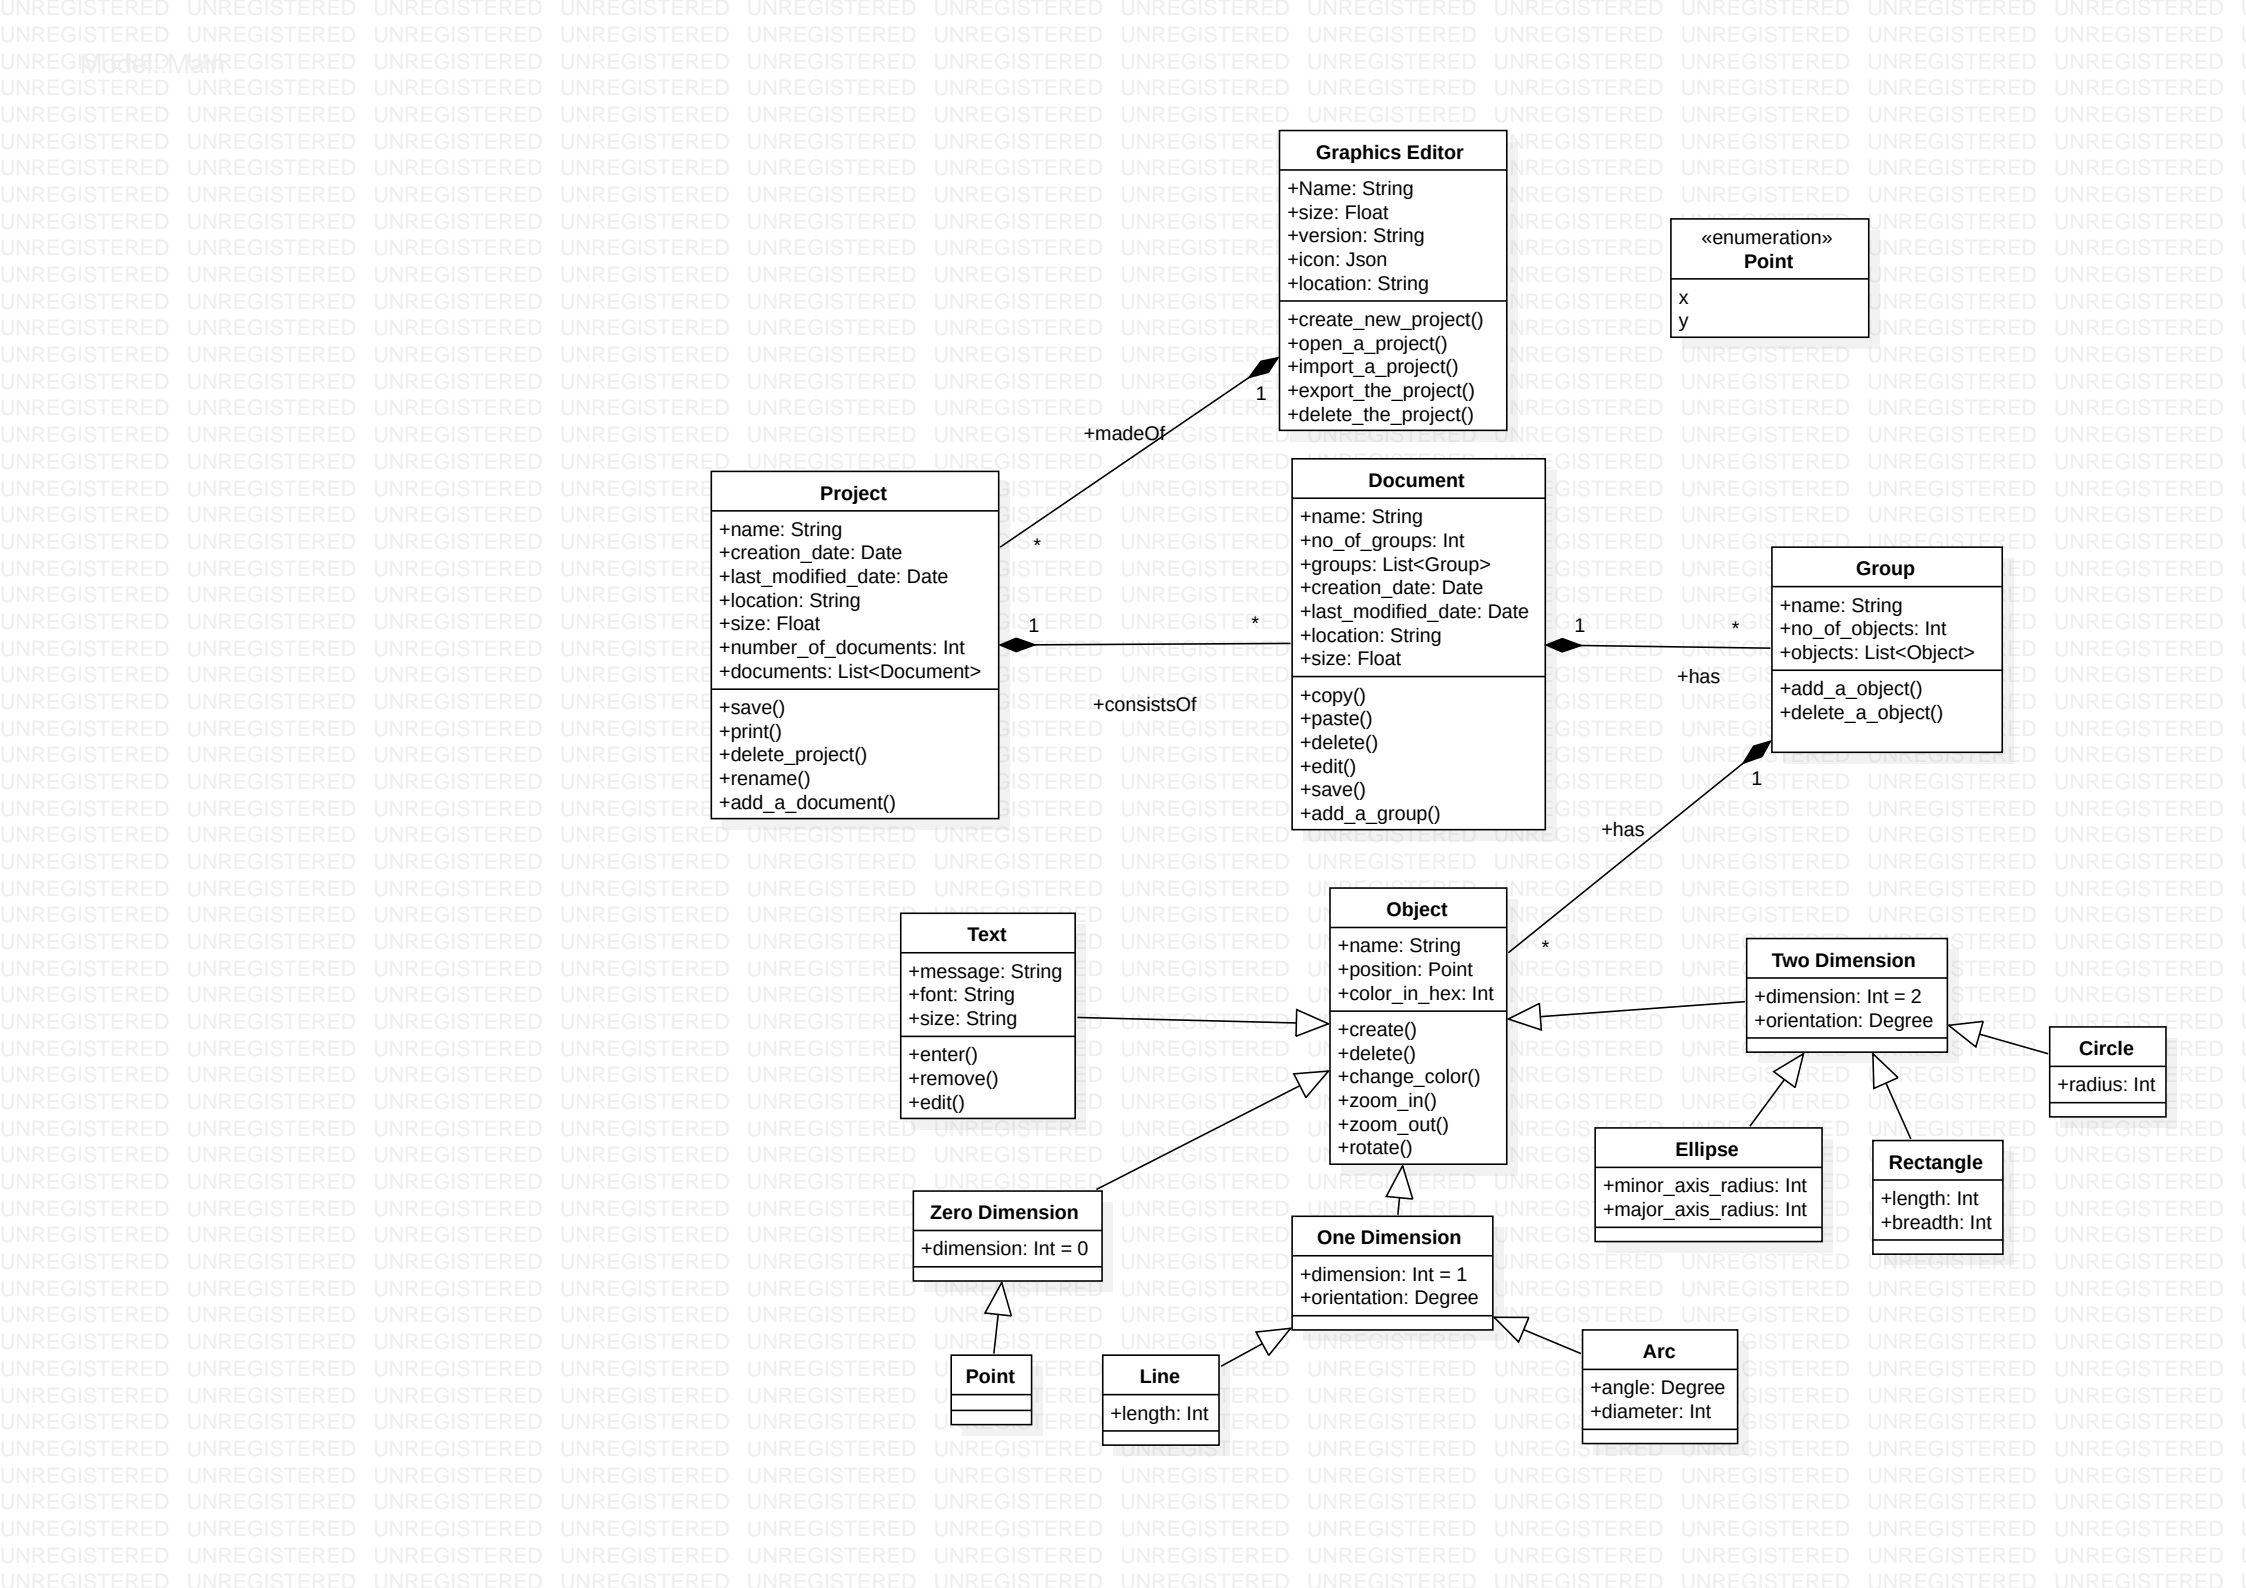 Model::Main
Graphics Editor
+Name: String
+size: Float
+version: String
+icon: Json
+location: String
+create_new_project()
+open_a_project()
+import_a_project()
+export_the_project()
+delete_the_project()
«enumeration»
Point
x
y
1
+madeOf
*
Project
+name: String
+creation_date: Date
+last_modified_date: Date
+location: String
+size: Float
+number_of_documents: Int
+documents: List<Document>
+save()
+print()
+delete_project()
+rename()
+add_a_document()
1
*
+consistsOf
Document
+name: String
+no_of_groups: Int
+groups: List<Group>
+creation_date: Date
+last_modified_date: Date
+location: String
+size: Float
+copy()
+paste()
+delete()
+edit()
+save()
+add_a_group()
1
*
+has
Group
+name: String
+no_of_objects: Int
+objects: List<Object>
+add_a_object()
+delete_a_object()
1
+has
*
Text
+message: String
+font: String
+size: String
+enter()
+remove()
+edit()
Object
+name: String
+position: Point
+color_in_hex: Int
+create()
+delete()
+change_color()
+zoom_in()
+zoom_out()
+rotate()
Two Dimension
+dimension: Int = 2
+orientation: Degree
Circle
+radius: Int
Ellipse
+minor_axis_radius: Int
+major_axis_radius: Int
Rectangle
+length: Int
+breadth: Int
Zero Dimension
+dimension: Int = 0
One Dimension
+dimension: Int = 1
+orientation: Degree
Point
Line
+length: Int
Arc
+angle: Degree
+diameter: Int
UNREGISTERED